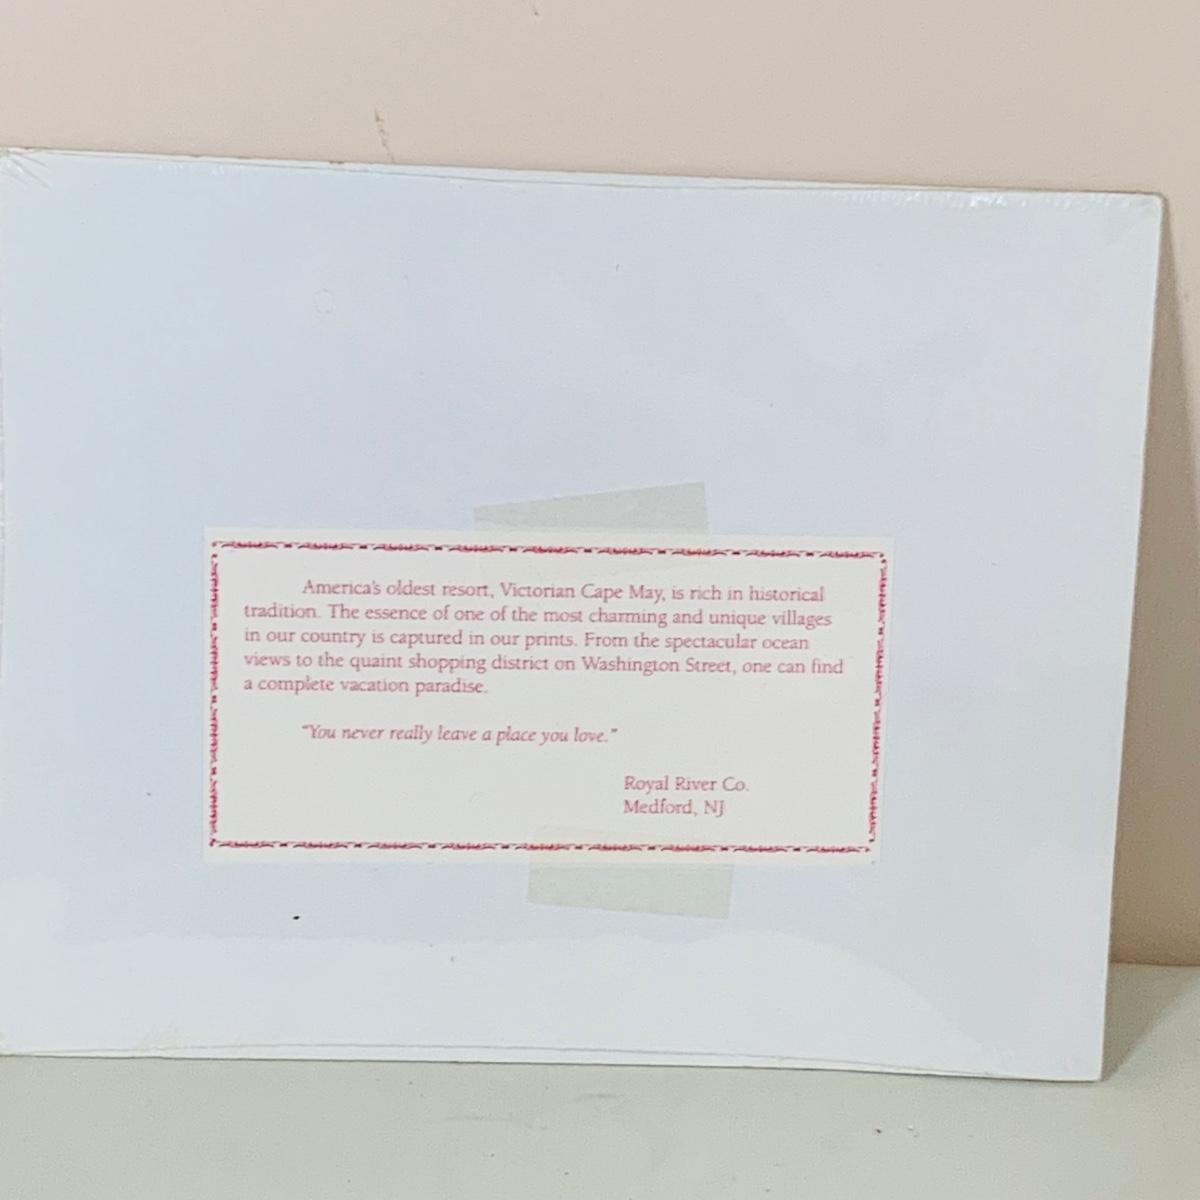 America's oldest resort, Victorian Cape May, is rich in historical
tradition. The essence of one of the most charming and unique villages
in our country is captured in our prints. From the spectacular ocean
views to the quaint shopping district on Washington Street, one can find
a complete vacation paradise.
"You never really leave a place you love."
Royal River Co.
Medford, NJ